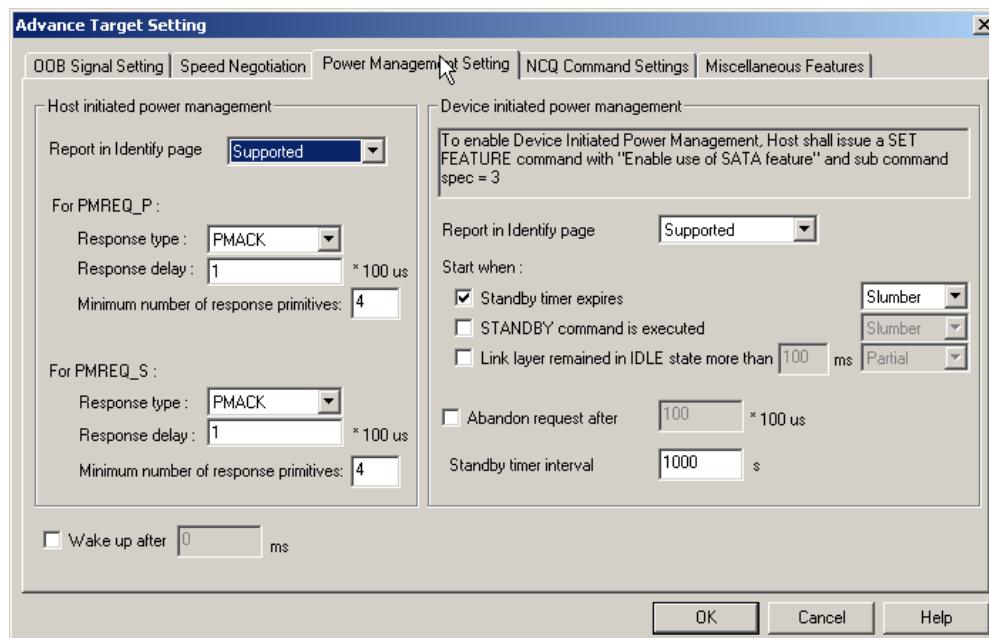 Advance Target Setting
OOB Signal Setting Speed Negotiation Power Management Setting NCQ Command Settings Miscellaneous Features
Host initiated power management
Report in Identify page Supported
For PMREQ_P :
Response type : PMACK
Response delay : 1 * 100 us
Minimum number of response primitives: 4
For PMREQ_S :
Response type : PMACK
Response delay : 1 * 100 us
Minimum number of response primitives: 4
Device initiated power management
To enable Device Initiated Power Management, Host shall issue a SET
FEATURE command with "Enable use of SATA feature" and sub command
spec = 3
Report in Identify page Supported
Start when :
Standby timer expires Slumber
STANDBY command is executed Slumber
Link layer remained in IDLE state more than 100 ms Partial
Abandon request after 100 * 100 us
Standby timer interval 1000 s
Wake up after 0 ms
OK Cancel Help